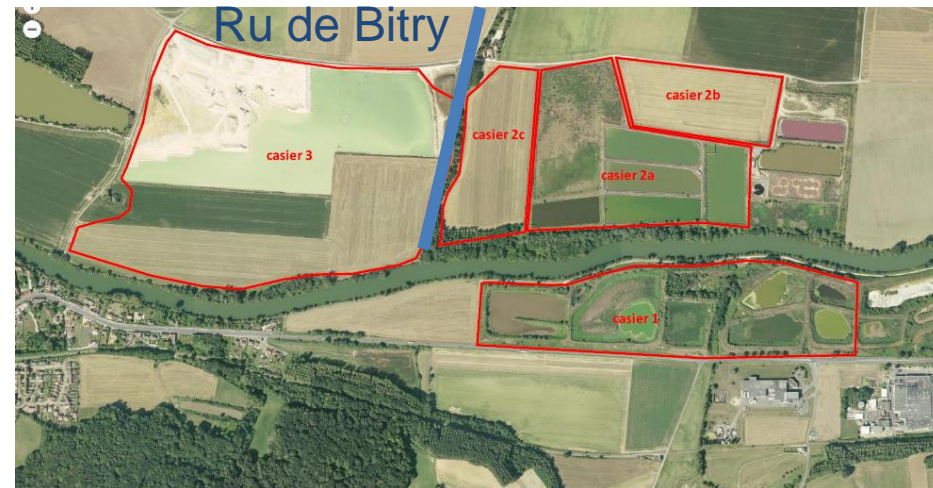 Ru de Bitry
casier 2b
casier 2c
casier 3
casier 2a
casier 1